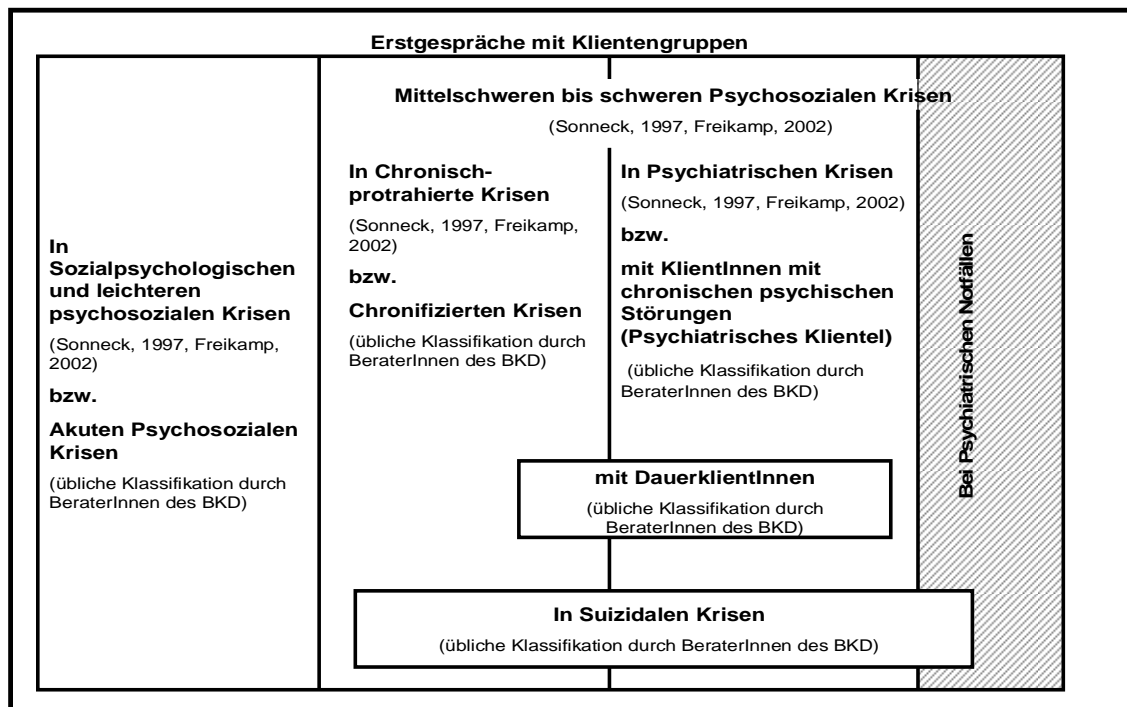 Erstgespräche mit Klientengruppen
Mittelschweren bis schweren Psychosozialen Krisen
(Sonneck, 1997, Freikamp, 2002)
In
Sozialpsychologischen
und leichteren
psychosozialen Krisen
(Sonneck, 1997, Freikamp,
2002)
bzw.
Akuten Psychosozialen
Krisen
(übliche Klassifikation durch
BeraterInnen des BKD)
In Chronisch-
protrahierte Krisen
(Sonneck, 1997, Freikamp,
2002)
bzw.
Chronifizierten Krisen
(übliche Klassifikation durch
BeraterInnen des BKD)
In Psychiatrischen Krisen
(Sonneck, 1997, Freikamp, 2002)
bzw.
mit KlientInnen mit
chronischen psychischen
Störungen
(Psychiatrisches Klientel)
(übliche Klassifikation durch
BeraterInnen des BKD)
Bei Psychiatrischen Notfällen
mit DauerklientInnen
(übliche Klassifikation durch
BeraterInnen des BKD)
In Suizidalen Krisen
(übliche Klassifikation durch BeraterInnen des BKD)